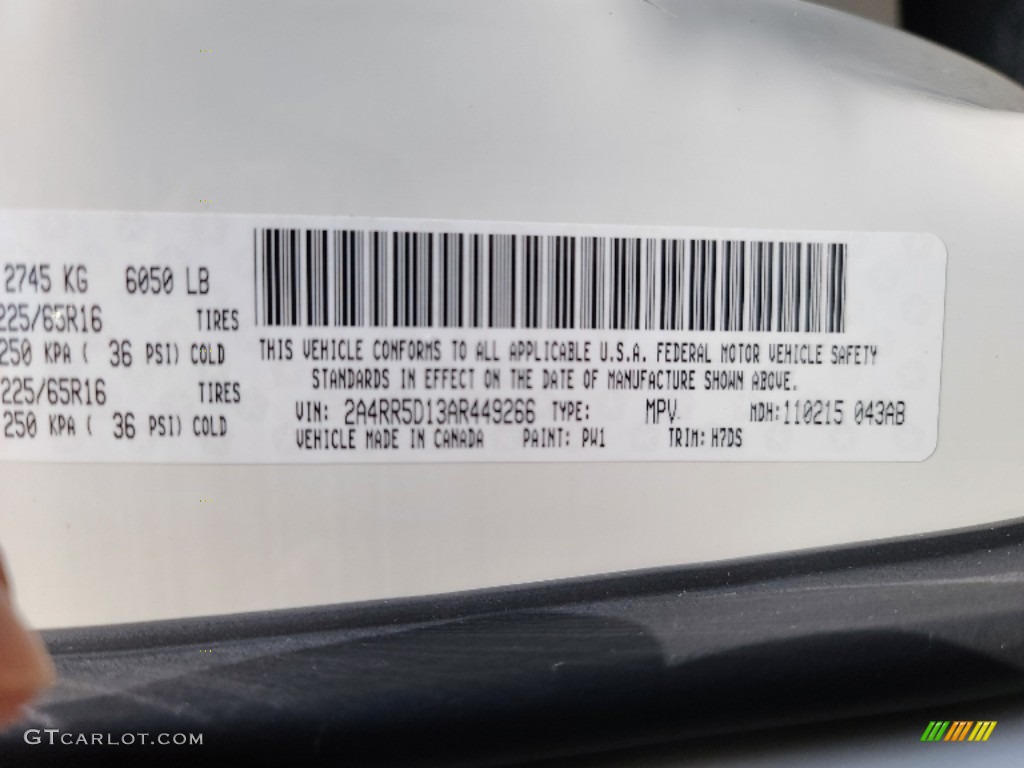 2745 KG 6050 LB
225/65R16 TIRES
250 KPA ( 36 PSI) COLD
225/65R16 TIRES
250 KPA ( 36 PSI) COLD
THIS VEHICLE CONFORMS TO ALL APPLICABLE U.S.A. FEDERAL MOTOR VEHICLE SAFETY
STANDARDS IN EFFECT ON THE DATE OF MANUFACTURE SHOWN ABOVE.
VIN: 2A4RR5D13AR449266 TYPE: MPV MDH:110215 043AB
VEHICLE MADE IN CANADA PAINT: PW1 TRIM: H7DS
GTCARLOT.COM